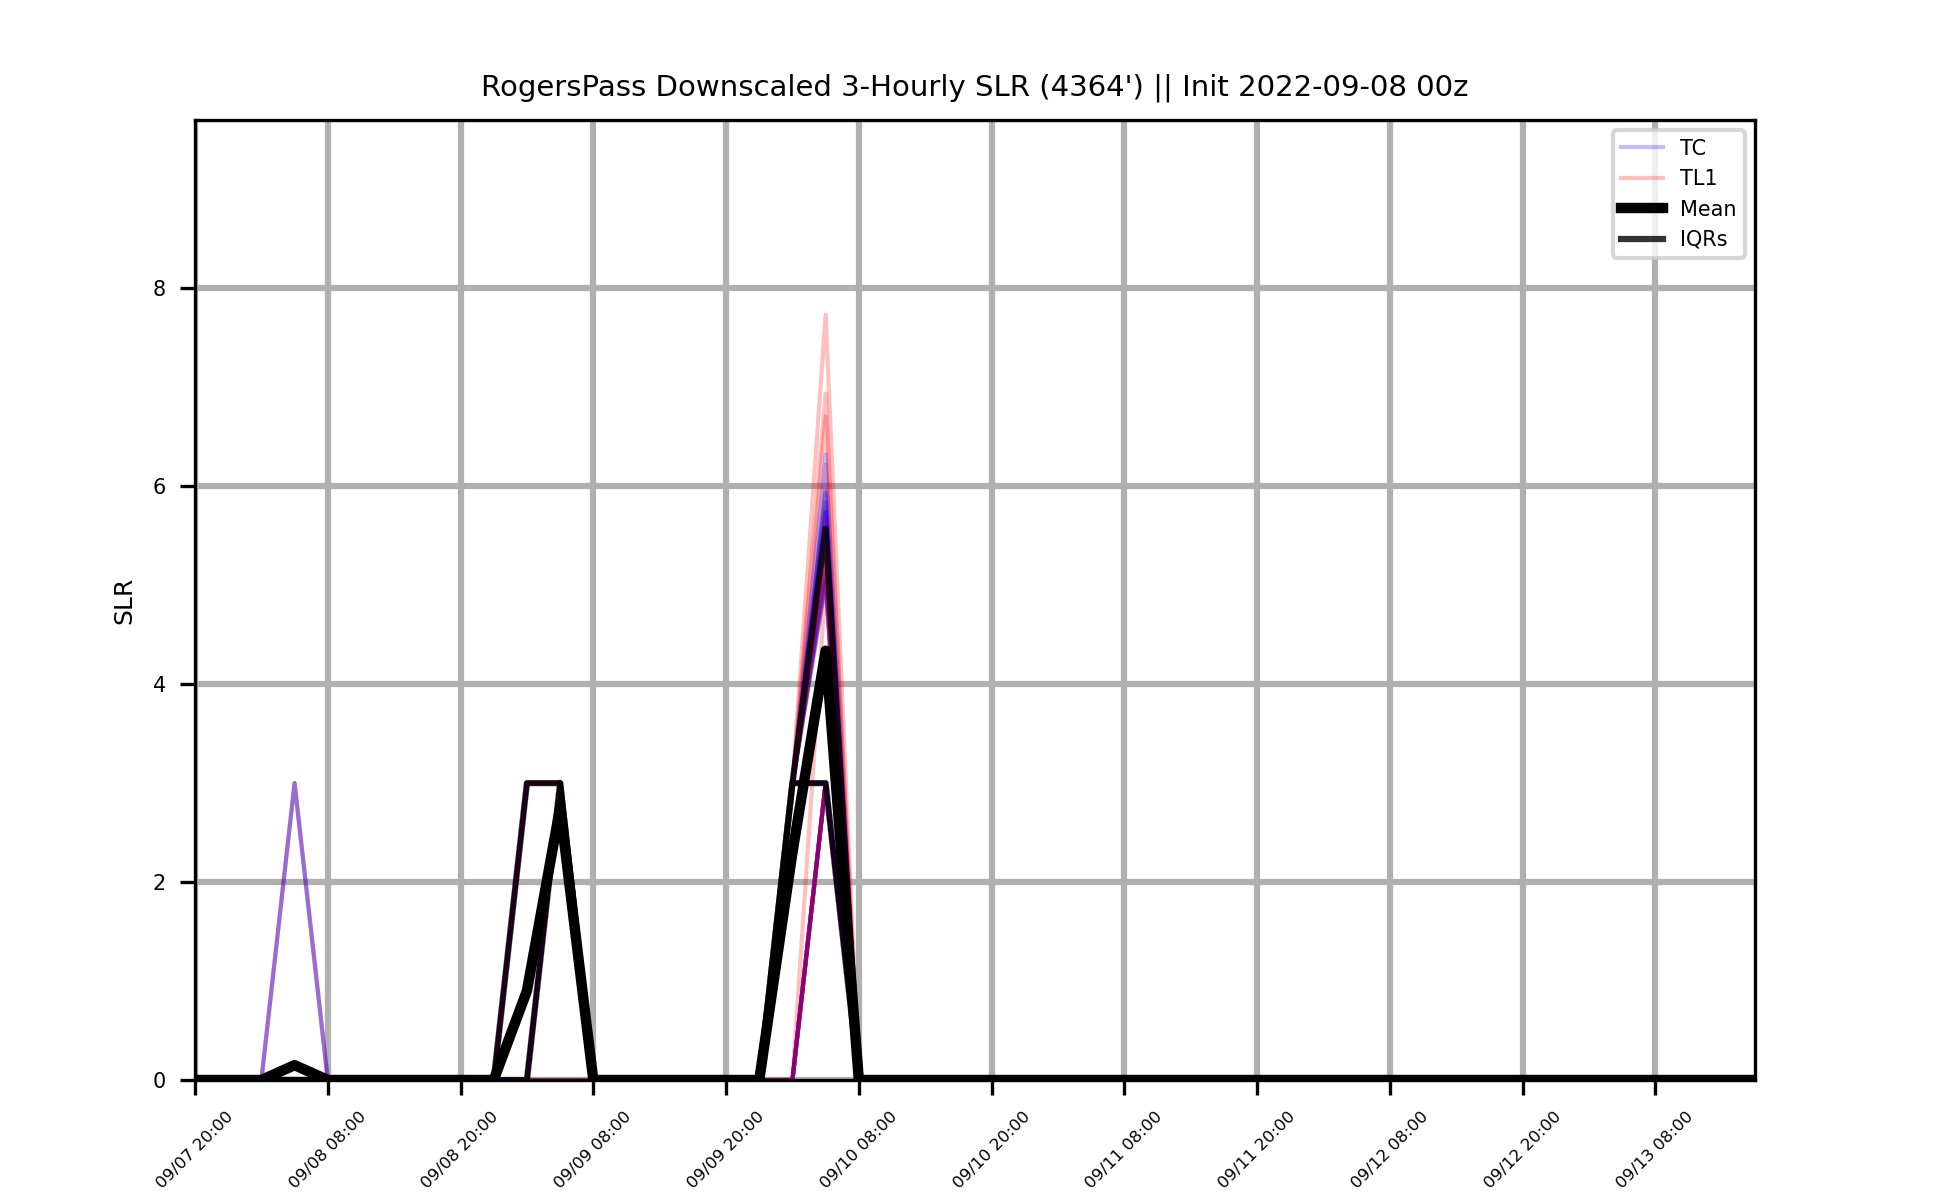 RogersPass Downscaled 3-Hourly SLR (4364') || Init 2022-09-08 00z
TC
TL1
Mean
IQRs
SLR
8
6
4
2
0
09/07 20:00
09/08 08:00
09/08 20:00
09/09 08:00
09/09 20:00
09/10 08:00
09/10 20:00
09/11 08:00
09/11 20:00
09/12 08:00
09/12 20:00
09/13 08:00